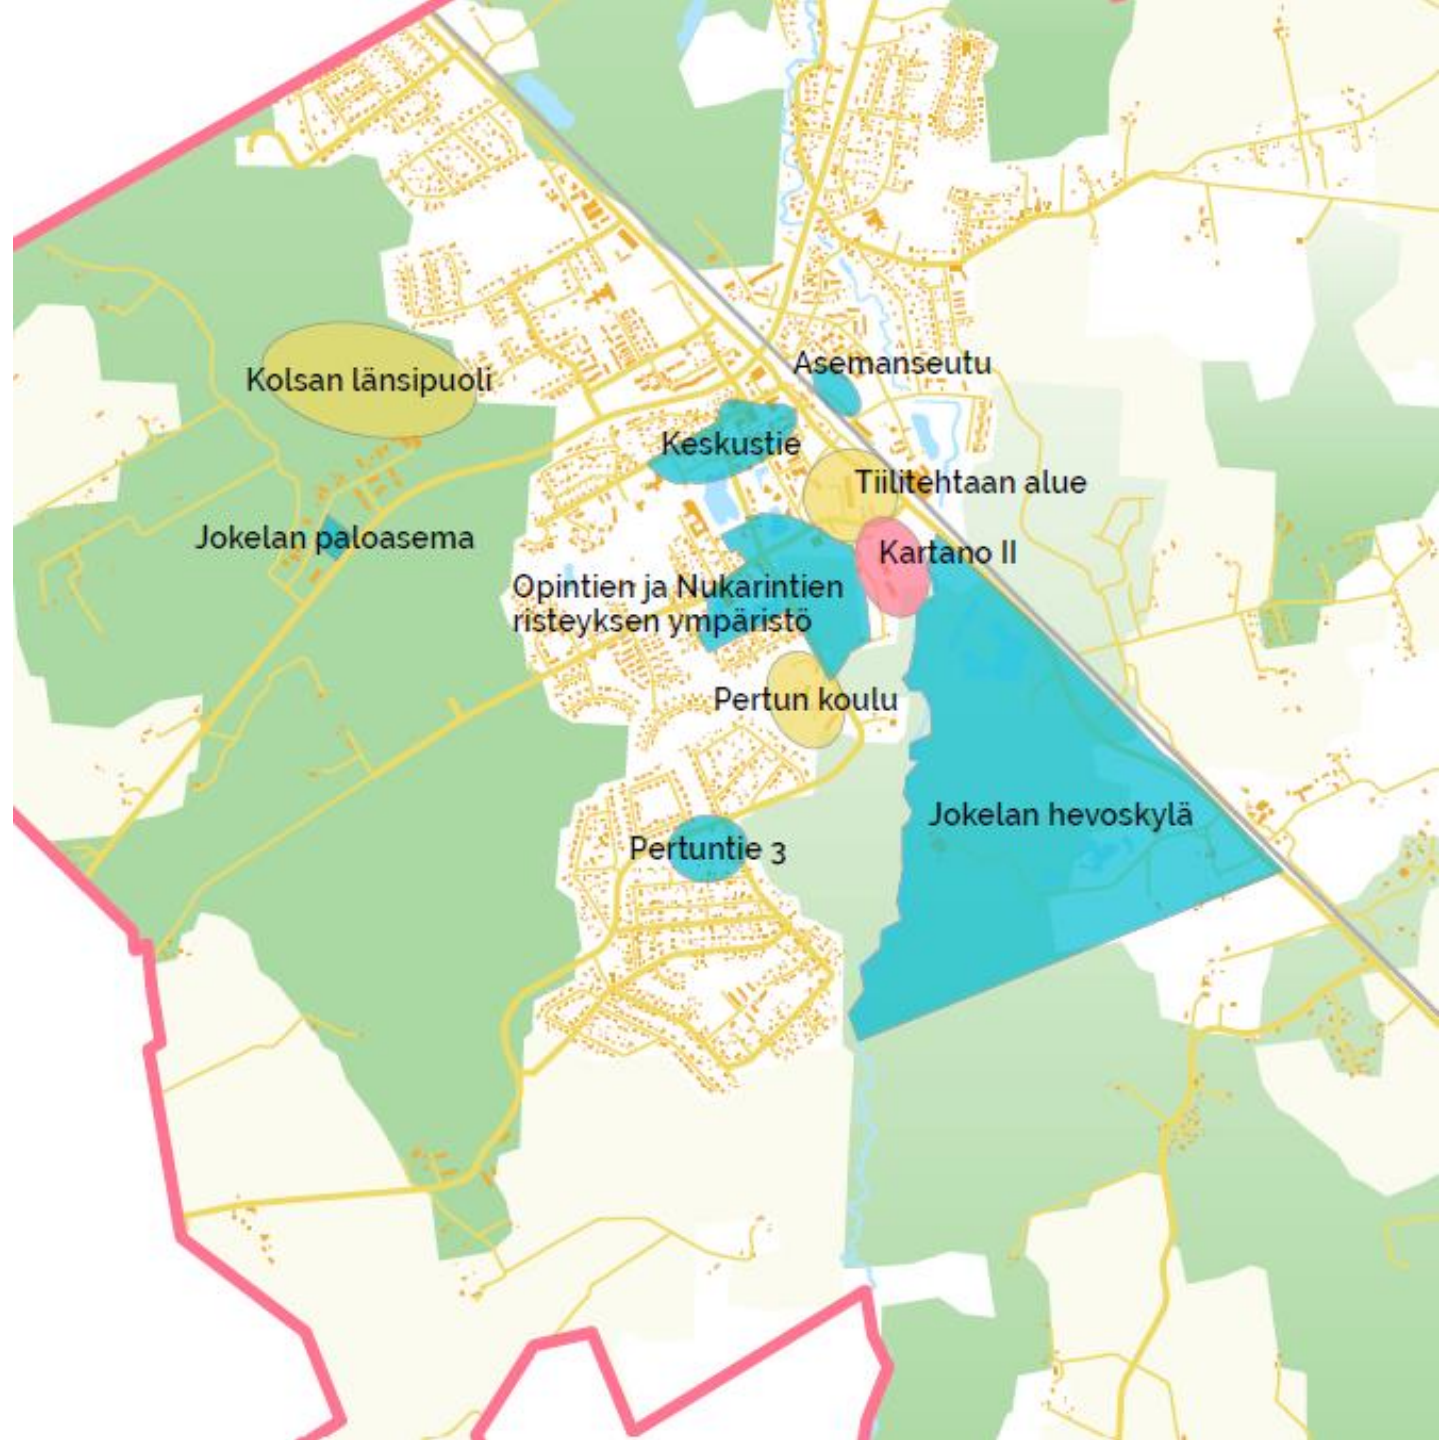 Asemanseutu
Kolsan länsipuoli
Keskustie
Tiilitehtaan alue
Jokelan paloasema
Kartano II
Opintien ja Nukarintien
risteyksen ympäristö
Pertun koulu
Jokelan hevoskylä
Pertuntie 3